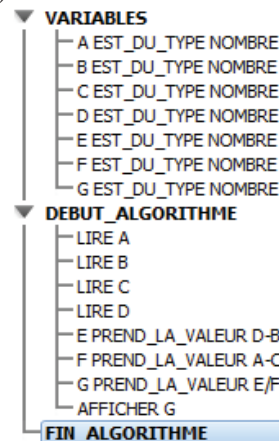 VARIABLES
A EST_DU_TYPE NOMBRE
B EST_DU_TYPE NOMBRE
C EST_DU_TYPE NOMBRE
D EST_DU_TYPE NOMBRE
E EST_DU_TYPE NOMBRE
F EST_DU_TYPE NOMBRE
G EST_DU_TYPE NOMBRE
DEBUT_ALGORITHME
LIRE A
LIRE B
LIRE C
LIRE D
E PREND_LA_VALEUR D-B
F PREND_LA_VALEUR A-C
G PREND_LA_VALEUR E/F
AFFICHER G
FIN_ALGORITHME